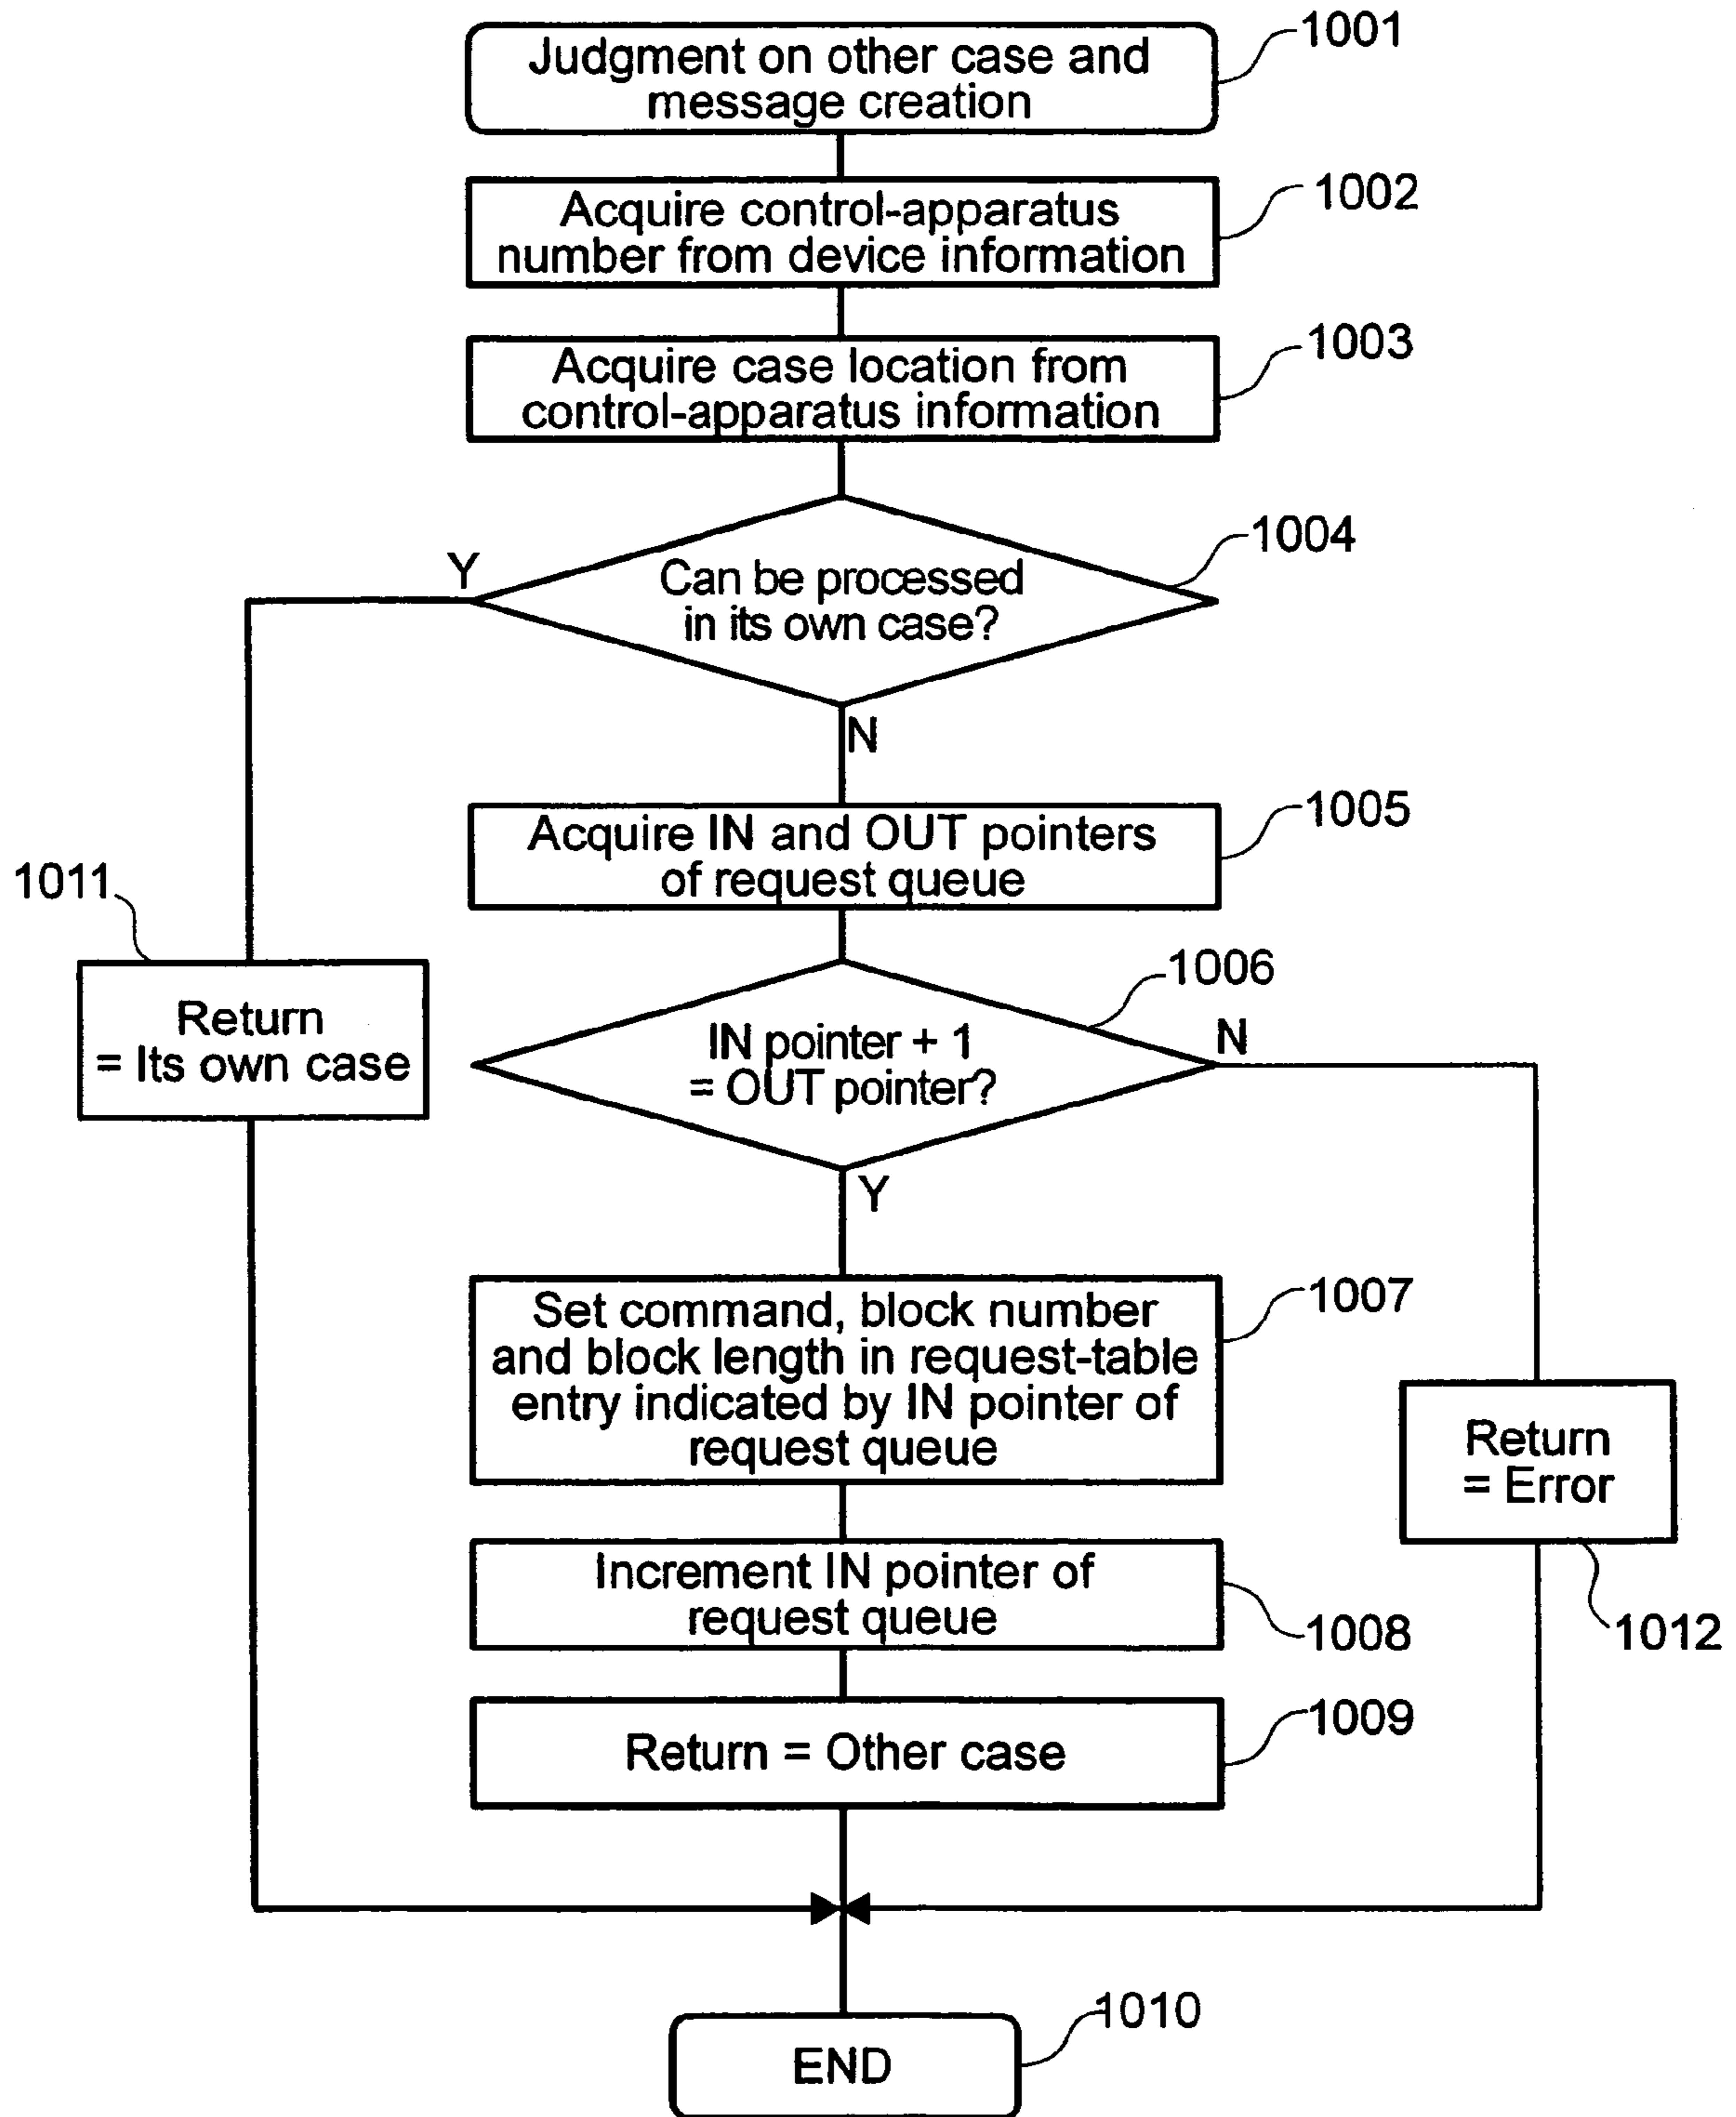 Judgment on other case and
message creation
1001
Acquire control-apparatus
number from device information
1002
Acquire case location from
control-apparatus information
1003
Can be processed
in its own case?
1004
Y
N
Acquire IN and OUT pointers
of request queue
1005
1011
Return
= Its own case
IN pointer + 1
= OUT pointer?
1006
N
Y
Set command, block number
and block length in request-table
entry indicated by IN pointer of
request queue
1007
Return
= Error
1012
Increment IN pointer of
request queue
1008
Return = Other case
1009
END
1010